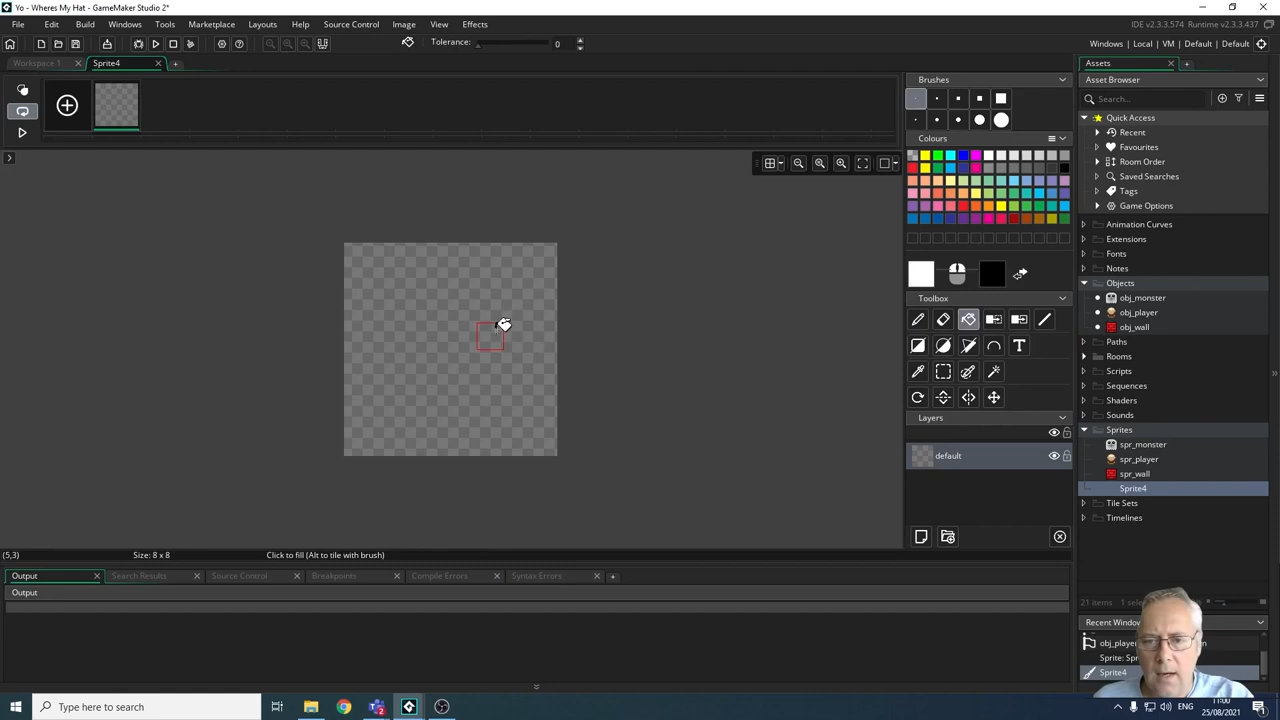 Yo - Wheres My Hat - GameMaker Studio 2*
File Edit Build Windows Tools Marketplace Layouts Help Source Control Image View Effects
IDE v2.3.3.574 Runtime v2.3.3.437
Tolerance: 0
Windows | Local | VM | Default | Default
Workspace 1
Sprite4
Assets
Asset Browser
Search...
Quick Access
Recent
Favourites
Room Order
Saved Searches
Tags
Game Options
Animation Curves
Extensions
Fonts
Notes
Objects
obj_monster
obj_player
obj_wall
Paths
Rooms
Scripts
Sequences
Shaders
Sounds
Sprites
spr_monster
spr_player
spr_wall
Sprite4
Tile Sets
Timelines
Brushes
Colours
Toolbox
T
Layers
default
(5,3) Size: 8 x 8 Click to fill (Alt to tile with brush)
Output Search Results Source Control Breakpoints Compile Errors Syntax Errors
Output
21 items
Sprite4
Type here to search
ENG
11:00
25/08/2021